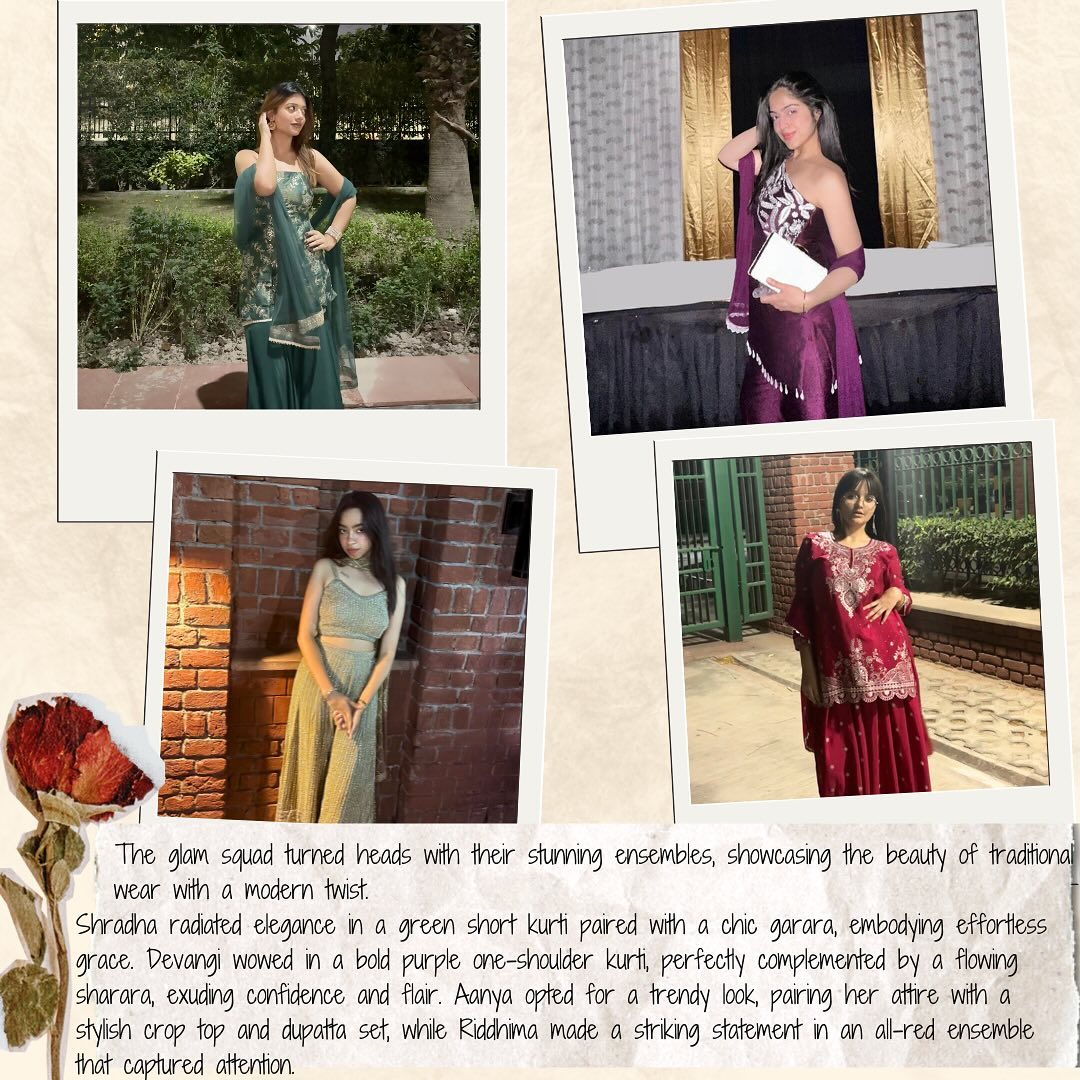 The glam squad turned heads with their stunning ensembles, showcasing the beauty of traditional
wear with a modern twist.
Shradha radiated elegance in a green short kurti paired with a chic garara, embodying effortless
grace. Devangi wowed in a bold purple one-shoulder kurti, perfectly complemented by a flowing
sharara, exuding confidence and flair. Aanya opted for a trendy look, pairing her attire with a
stylish crop top and dupatta set, while Riddhima made a striking statement in an all-red ensemble
that captured attention.